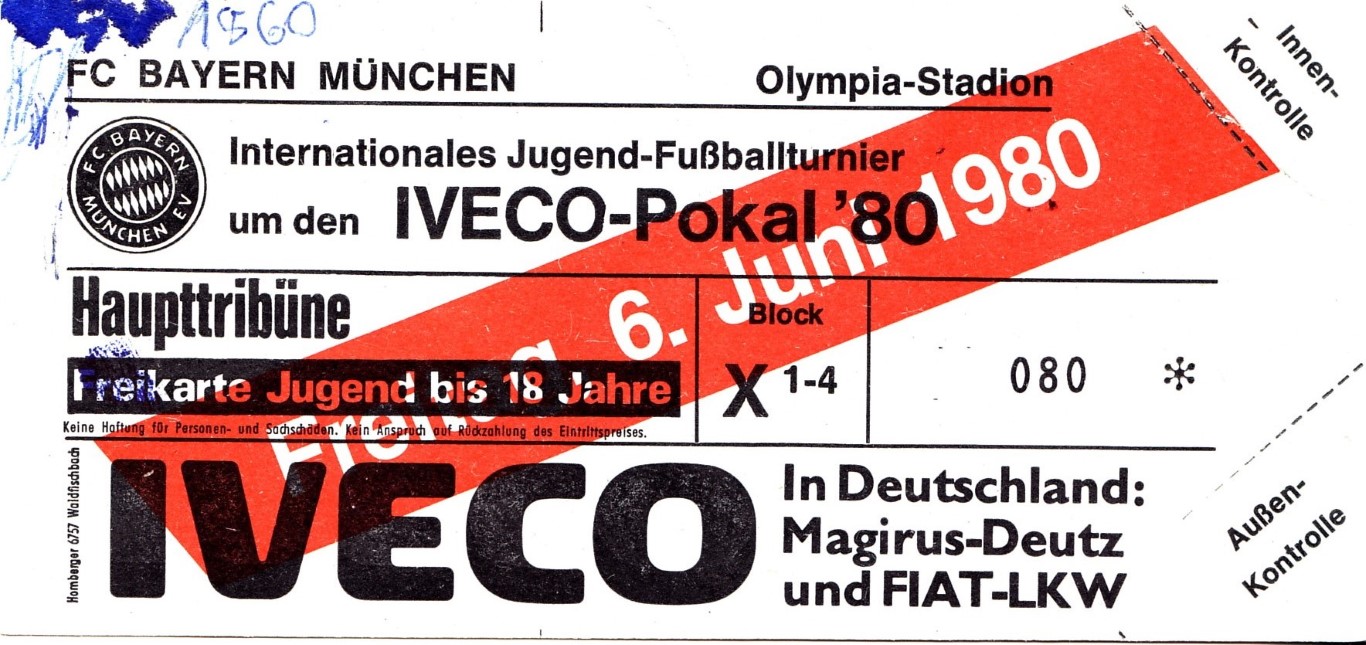 1860
FC BAYERN MÜNCHEN
Olympia-Stadion
Innen-
Kontrolle
FC BAYERN
MÜNCHEN EV
Internationales Jugend-Fußballturnier
um den IVECO-Pokal '80
Freitag 6. Juni 1980
Haupttribüne
Block
Freikarte Jugend bis 18 Jahre
X 1-4
080 *
Keine Haftung für Personen- und Sachschäden. Kein Anspruch auf Rückzahlung des Eintrittspreises.
Homberger 6757 Waldfischbach
IVECO
In Deutschland:
Magirus-Deutz
und FIAT-LKW
Außen-
Kontrolle